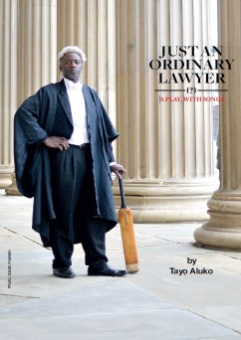 JUST AN
ORDINARY
LAWYER
(?)
[A PLAY, WITH SONGS]
by
Tayo Aluko